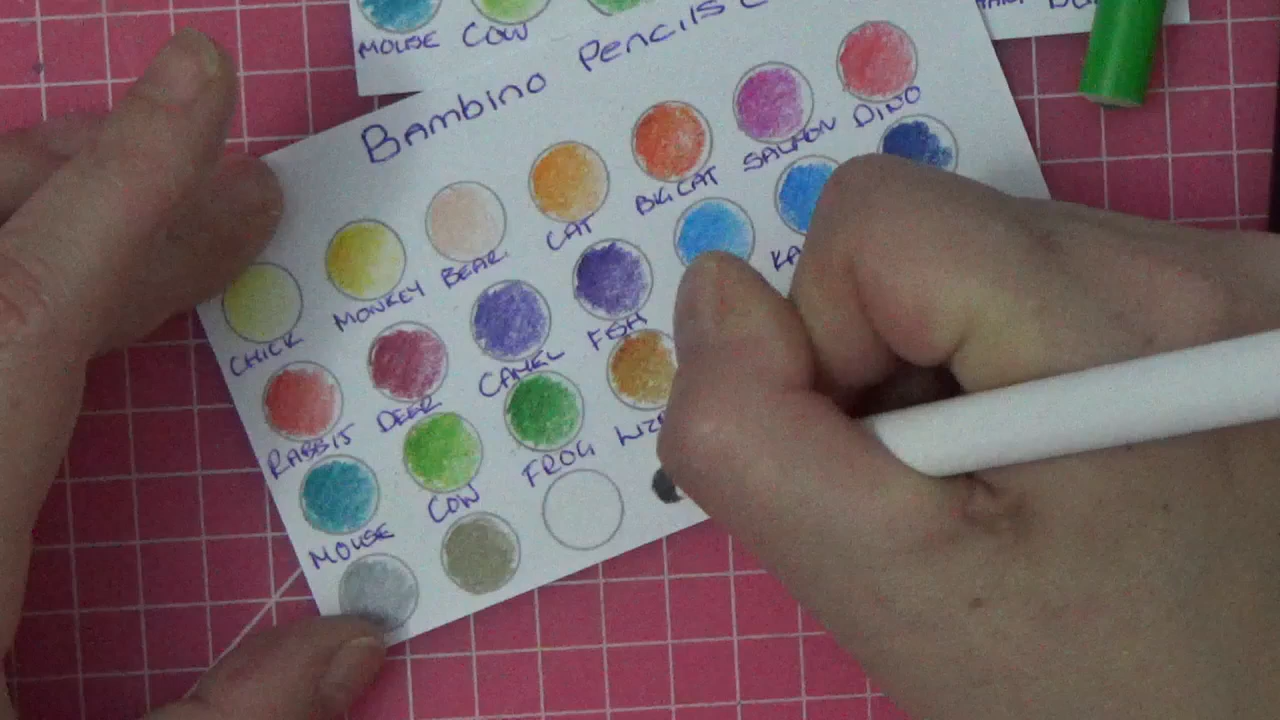 MOUSE COW
Bambino Pencils
CHICK MONKEY BEAR CAT BIG CAT SALMON DINO
RABBIT DEER CAMEL FISH
MOUSE COW FROG